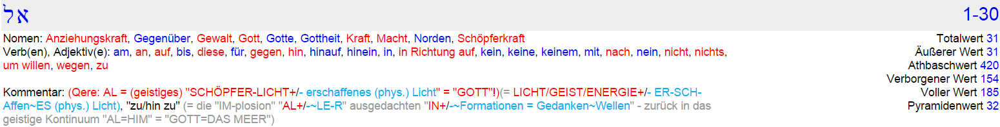 אל 1-30
Nomen: Anziehungskraft, Gegenüber, Gewalt, Gott, Gotte, Gottheit, Kraft, Macht, Norden, Schöpferkraft
Totalwert 31
Verb(en), Adjektiv(e): am, an, auf, bis, diese, für, gegen, hin, hinauf, hinein, in, in Richtung auf, kein, keine, keinem, mit, nach, nein, nicht, nichts,
Äußerer Wert 31
um willen, wegen, zu
Athbaschwert 420
Verborgener Wert 154
Kommentar: (Qere: AL = (geistiges) "SCHÖPFER-LICHT+/- erschaffenes (phys.) Licht" = "GOTT"!)(= LICHT/GEIST/ENERGIE+/- ER-SCH-
Voller Wert 185
Affen~ES (phys.) Licht), "zu/hin zu" (= die "IM-plosion" "AL+/-~LE-R" ausgedachten "IN+/-~Formationen = Gedanken~Wellen" - zurück in das
Pyramidenwert 32
geistige Kontinuum "AL=HIM" = "GOTT=DAS MEER")